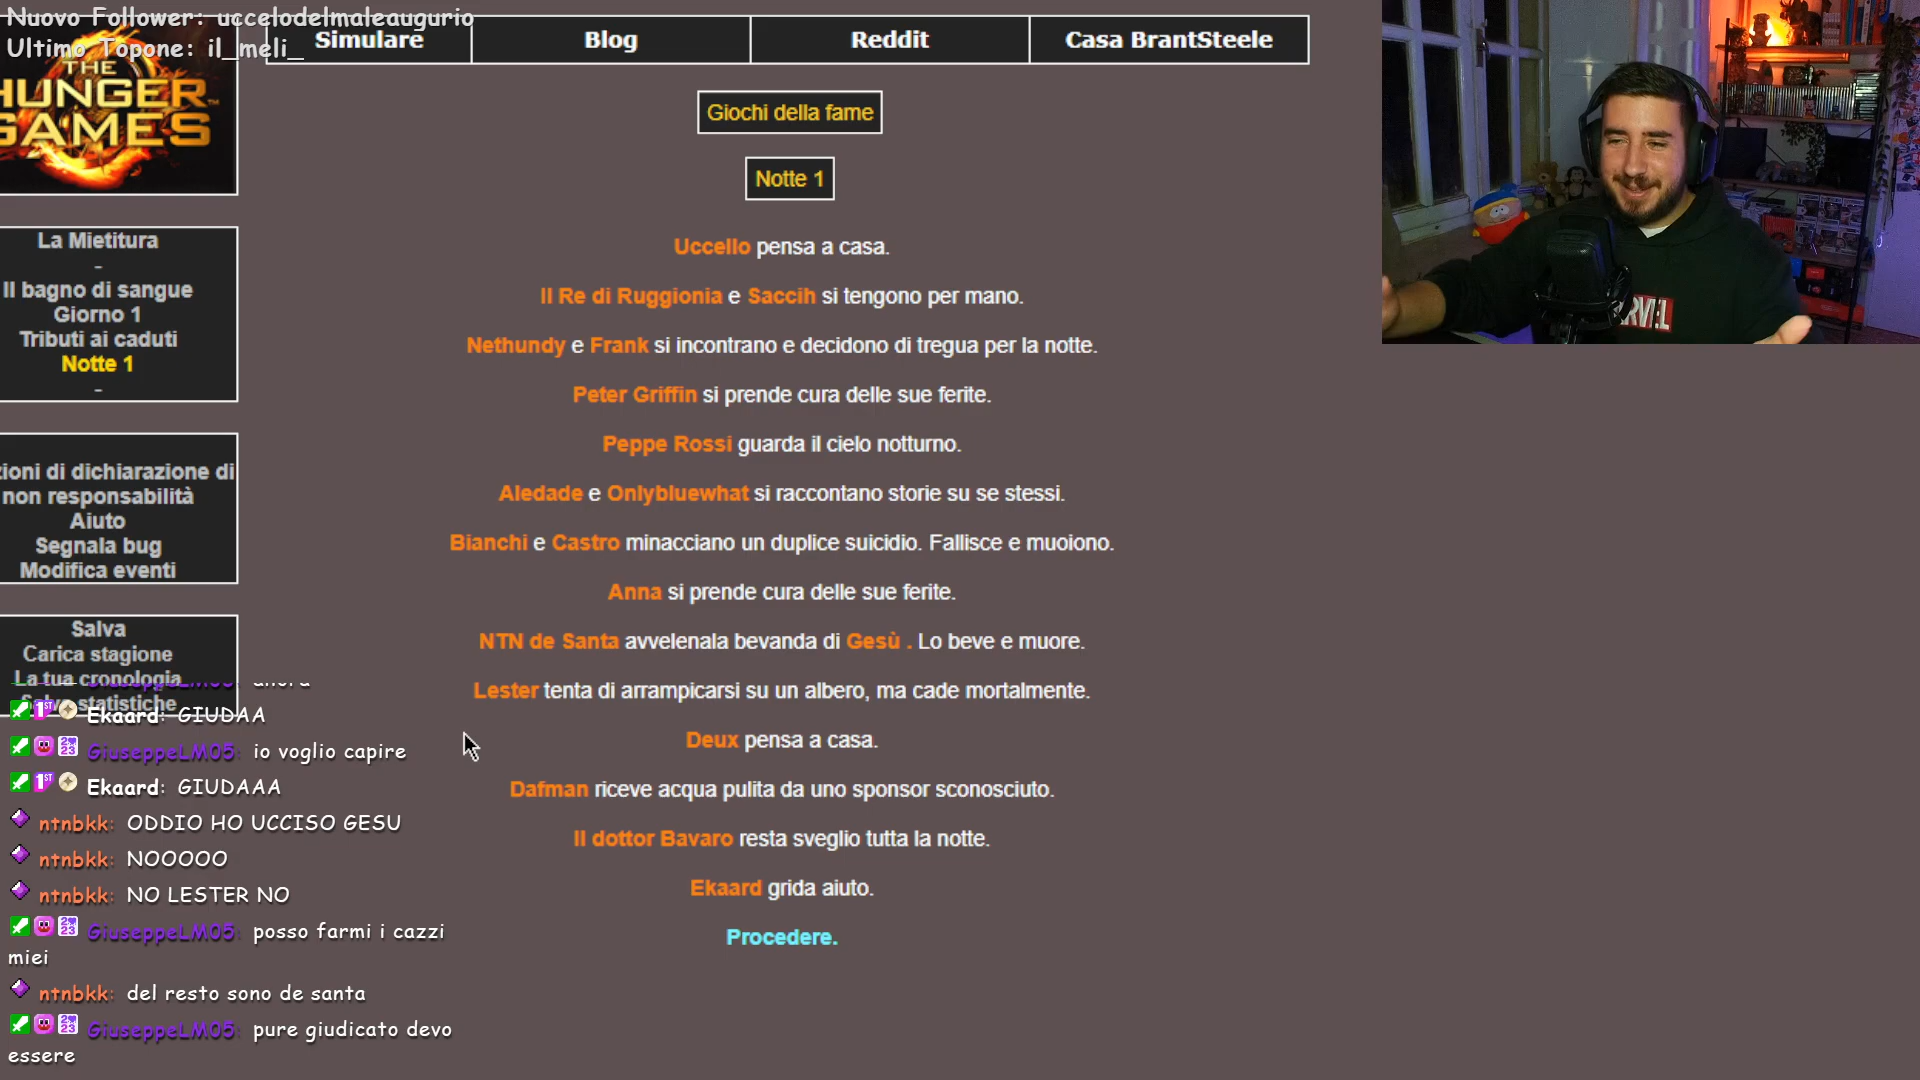 Nuovo Follower: uccelodelmaleaugurio
Ultimo Topone: il_meli_
Simulare
Blog
Reddit
Casa BrantSteele
THE
HUNGER
GAMES
Giochi della fame
Notte 1
La Mietitura
-
Il bagno di sangue
Giorno 1
Tributi ai caduti
Notte 1
-
zioni di dichiarazione di
non responsabilità
Aiuto
Segnala bug
Modifica eventi
Salva
Carica stagione
La tua cronologia
Salva statistiche
Uccello pensa a casa.
Il Re di Ruggionia e Saccih si tengono per mano.
Nethundy e Frank si incontrano e decidono di tregua per la notte.
Peter Griffin si prende cura delle sue ferite.
Peppe Rossi guarda il cielo notturno.
Aledade e Onlybluewhat si raccontano storie su se stessi.
Bianchi e Castro minacciano un duplice suicidio. Fallisce e muoiono.
Anna si prende cura delle sue ferite.
NTN de Santa avvelenala bevanda di Gesù . Lo beve e muore.
Lester tenta di arrampicarsi su un albero, ma cade mortalmente.
Deux pensa a casa.
Dafman riceve acqua pulita da uno sponsor sconosciuto.
Il dottor Bavaro resta sveglio tutta la notte.
Ekaard grida aiuto.
Procedere.
Ekaard: GIUDAA
GiuseppeLM05: io voglio capire
Ekaard: GIUDAAA
ntnbkk: ODDIO HO UCCISO GESU
ntnbkk: NOOOOO
ntnbkk: NO LESTER NO
GiuseppeLM05: posso farmi i cazzi
miei
ntnbkk: del resto sono de santa
GiuseppeLM05: pure giudicato devo
essere